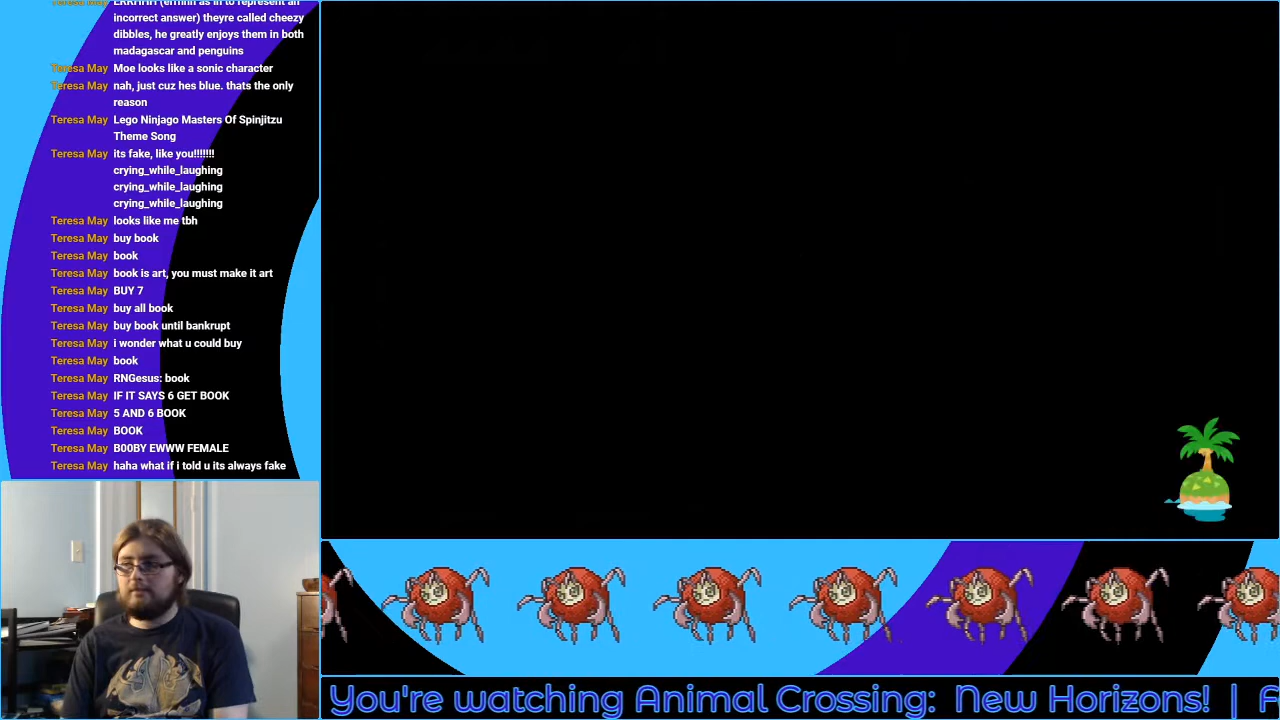 Teresa May ERRHHH (errhhh as in to represent an
incorrect answer) theyre called cheezy
dibbles, he greatly enjoys them in both
madagascar and penguins
Teresa May Moe looks like a sonic character
Teresa May nah, just cuz hes blue. thats the only
reason
Teresa May Lego Ninjago Masters Of Spinjitzu
Theme Song
Teresa May its fake, like you!!!!!!!
crying_while_laughing
crying_while_laughing
crying_while_laughing
Teresa May looks like me tbh
Teresa May buy book
Teresa May book
Teresa May book is art, you must make it art
Teresa May BUY 7
Teresa May buy all book
Teresa May buy book until bankrupt
Teresa May i wonder what u could buy
Teresa May book
Teresa May RNGesus: book
Teresa May IF IT SAYS 6 GET BOOK
Teresa May 5 AND 6 BOOK
Teresa May BOOK
Teresa May B00BY EWWW FEMALE
Teresa May haha what if i told u its always fake
You're watching Animal Crossing: New Horizons! | A